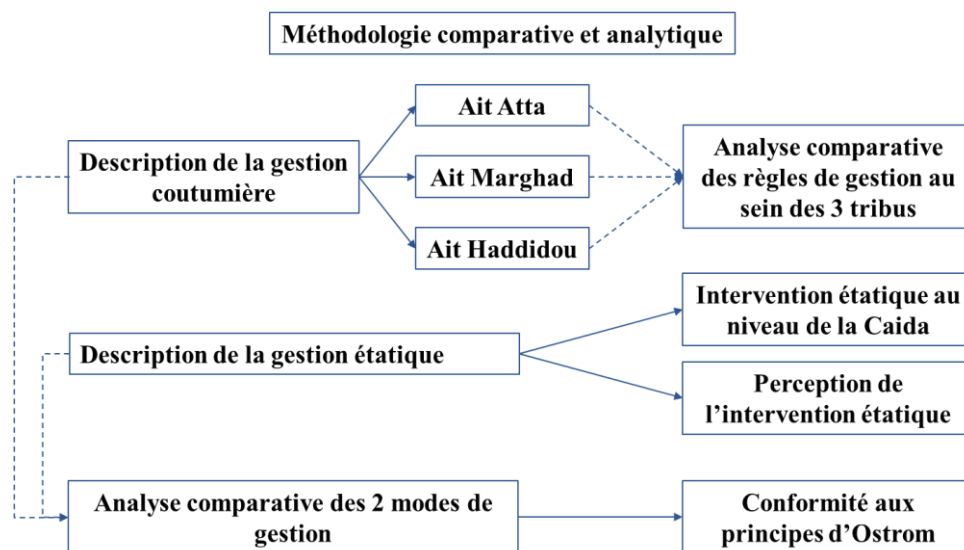 Méthodologie comparative et analytique
Ait Atta
Description de la gestion
coutumière
Ait Marghad
Ait Haddidou
Analyse comparative
des règles de gestion au
sein des 3 tribus
Intervention étatique au
niveau de la Caida
Description de la gestion étatique
Perception de
l’intervention étatique
Analyse comparative des 2 modes de
gestion
Conformité aux
principes d’Ostrom